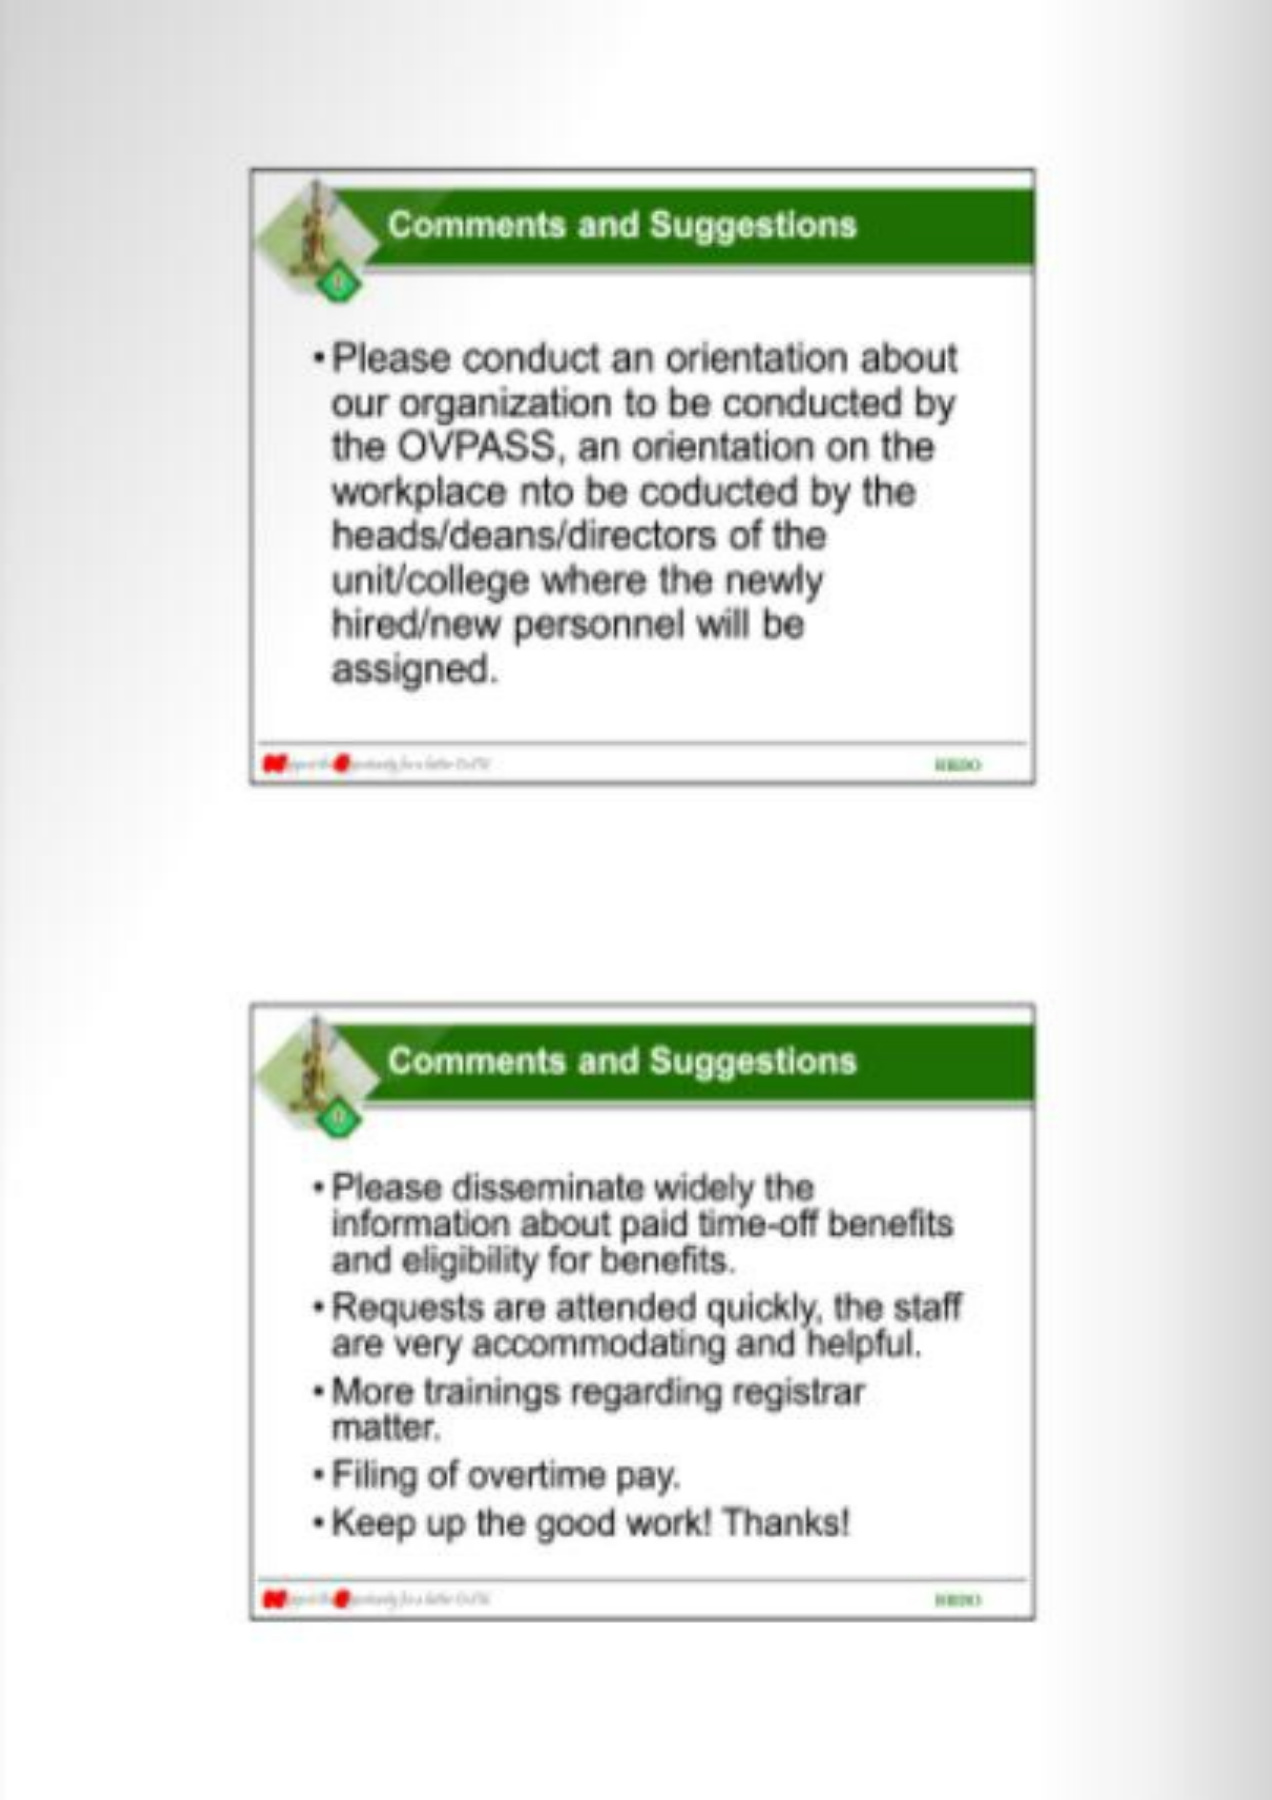 Comments and Suggestions
• Please conduct an orientation about
our organization to be conducted by
the OVPASS, an orientation on the
workplace nto be coducted by the
heads/deans/directors of the
unit/college where the newly
hired/new personnel will be
assigned.
HRDO
Comments and Suggestions
• Please disseminate widely the
information about paid time-off benefits
and eligibility for benefits.
• Requests are attended quickly, the staff
are very accommodating and helpful.
• More trainings regarding registrar
matter.
• Filing of overtime pay.
• Keep up the good work! Thanks!
HRDO